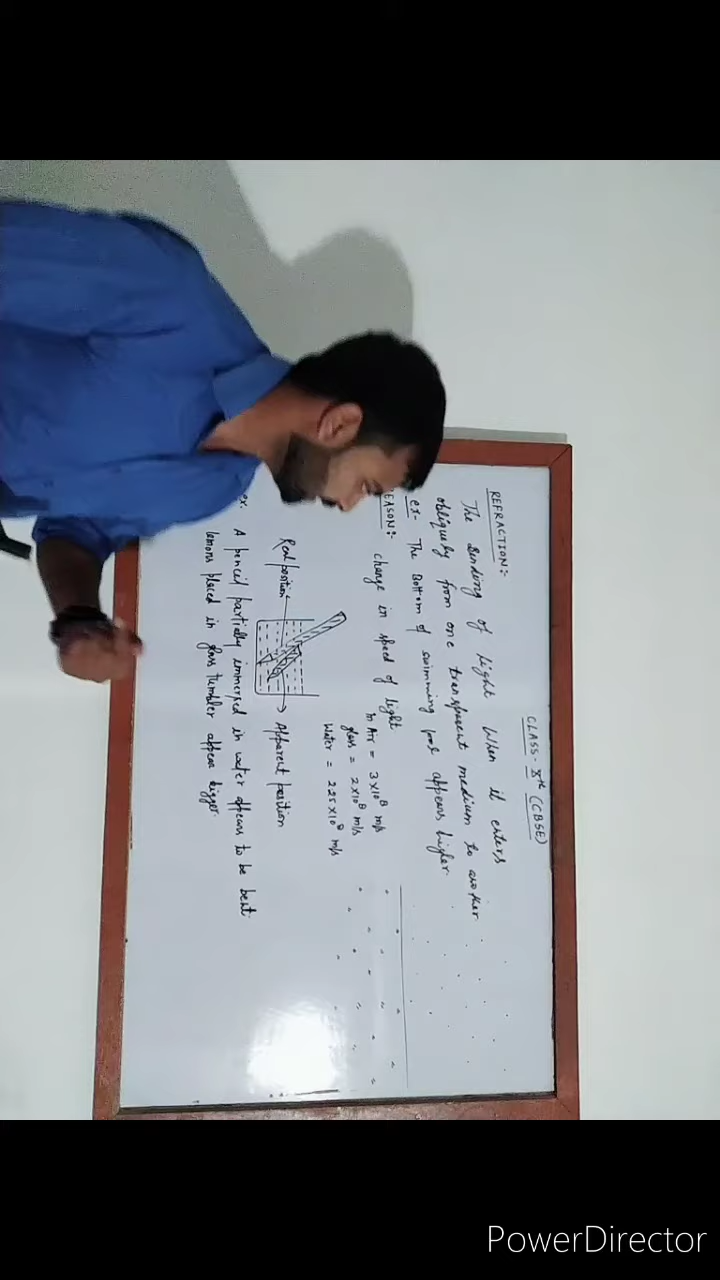 CLASS- Xth (CBSE)
REFRACTION:-
The Bending of light When it enters
obliquely from one transparent medium to another.
ex- The Bottom of swimming pool appears higher.
EASON:- change in speed of light
in Air = 3×10⁸ m/s
glass = 2×10⁸ m/s
Water = 2.25×10⁸ m/s
Real position
Apparent position
ex. A pencil partially immersed in water appears to be bent
lemons placed in glass tumbler appear bigger.
PowerDirector